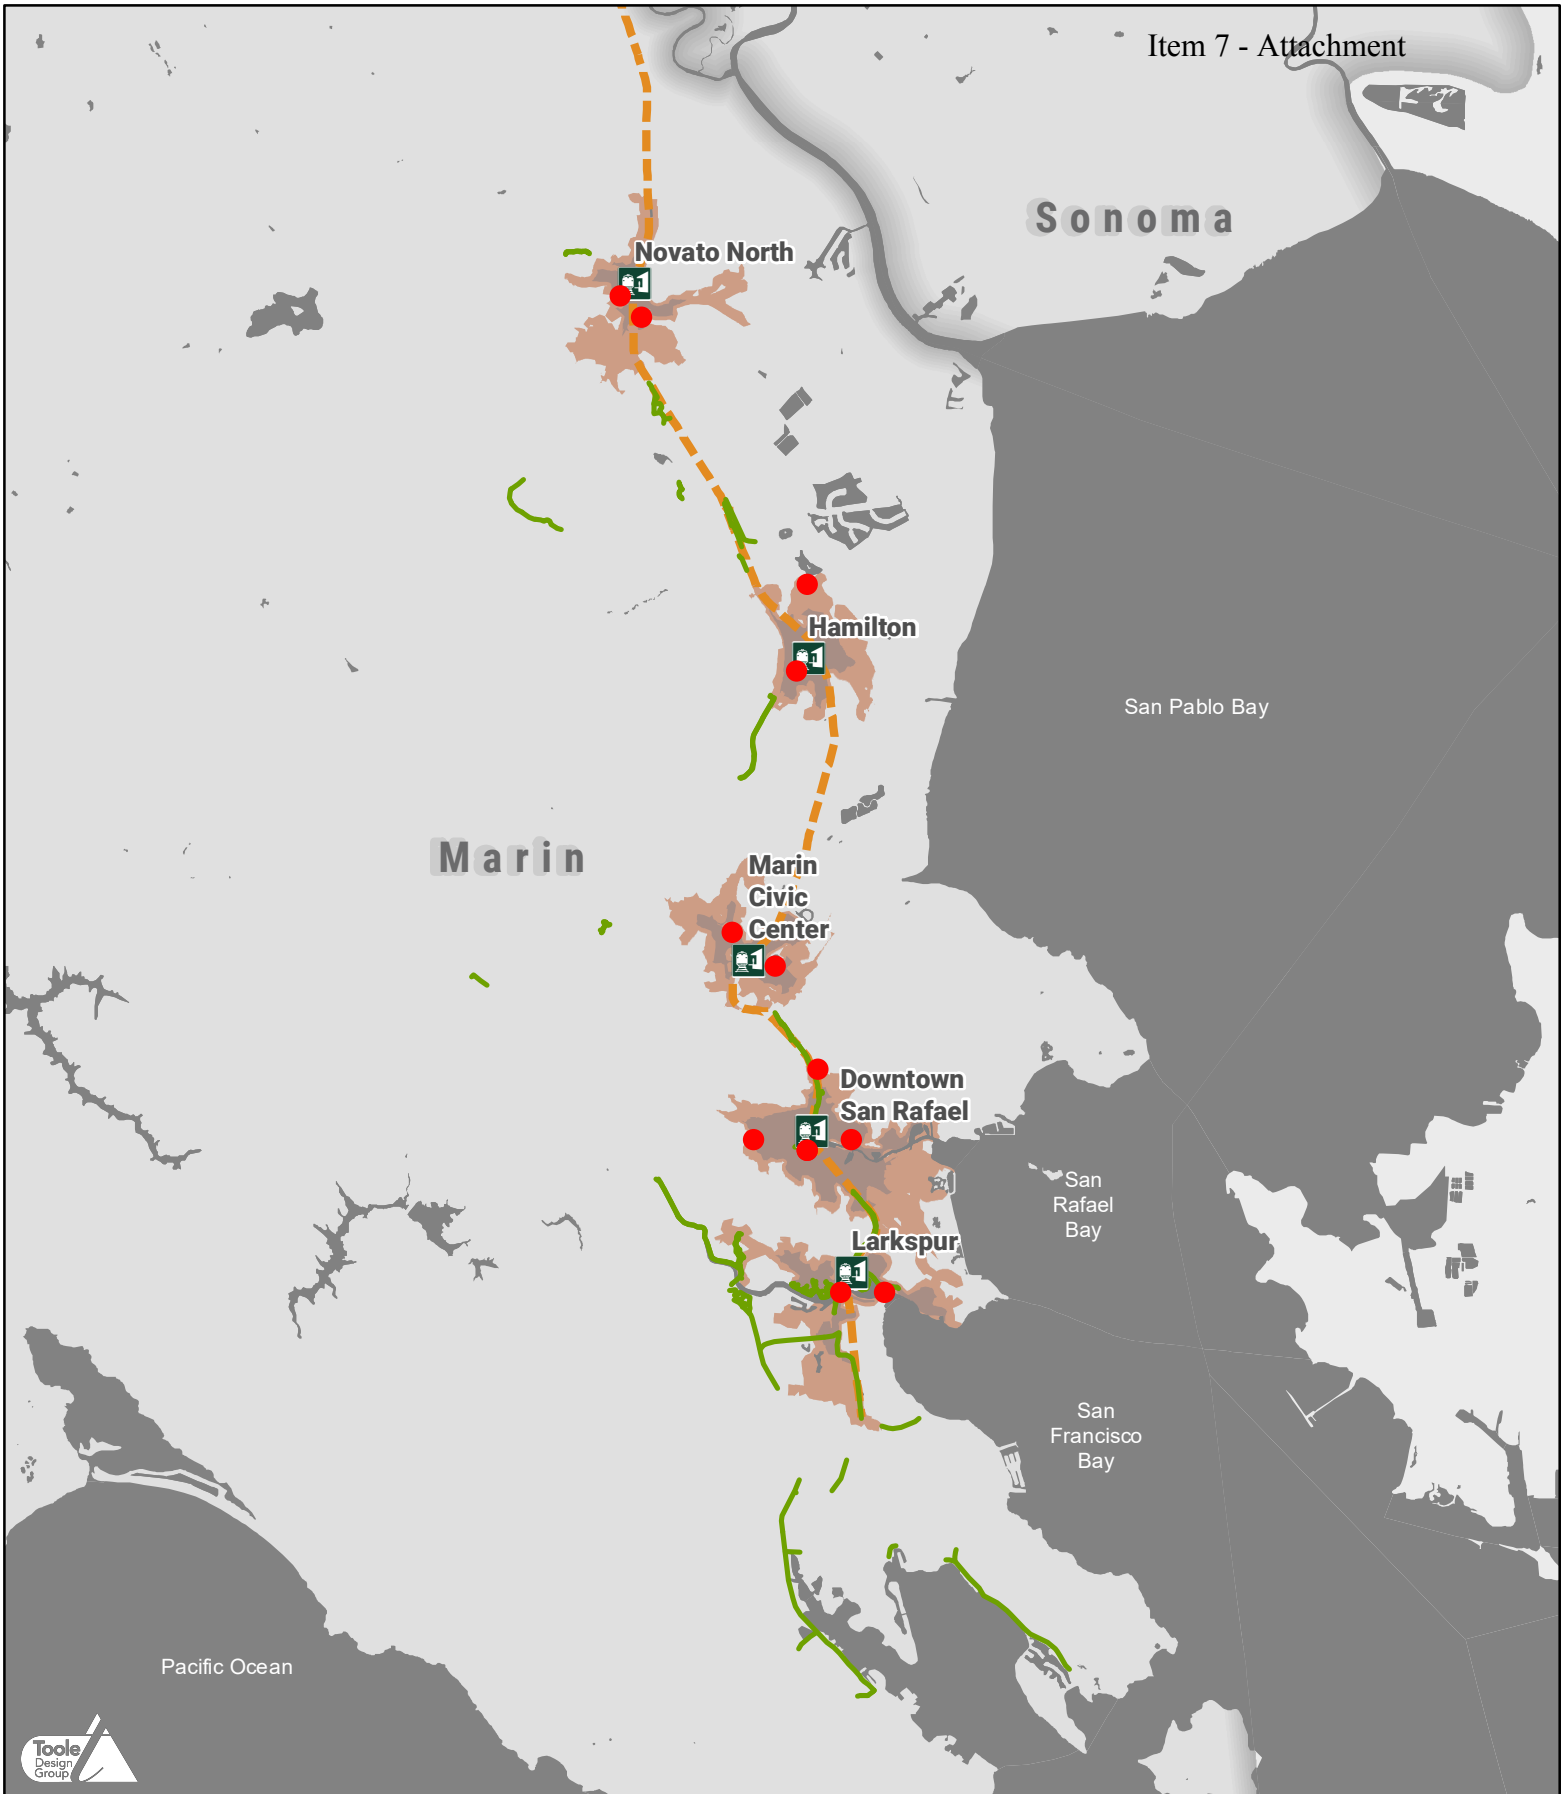 Item 7 - Attachment
Sonoma
Novato North
Hamilton
San Pablo Bay
Marin
Marin
Civic
Center
Downtown
San Rafael
San
Rafael
Bay
Larkspur
San
Francisco
Bay
Pacific Ocean
Toole
Design
Group